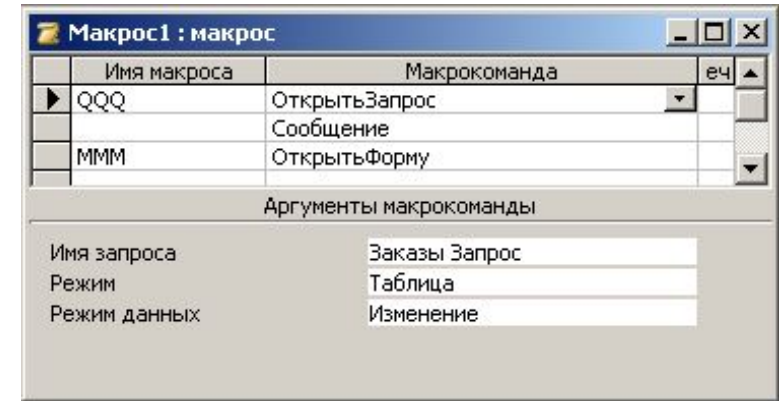 Макрос1 : макрос
Имя макроса Макрокоманда еч
QQQ ОткрытьЗапрос
Сообщение
МММ ОткрытьФорму
Аргументы макрокоманды
Имя запроса Заказы Запрос
Режим Таблица
Режим данных Изменение